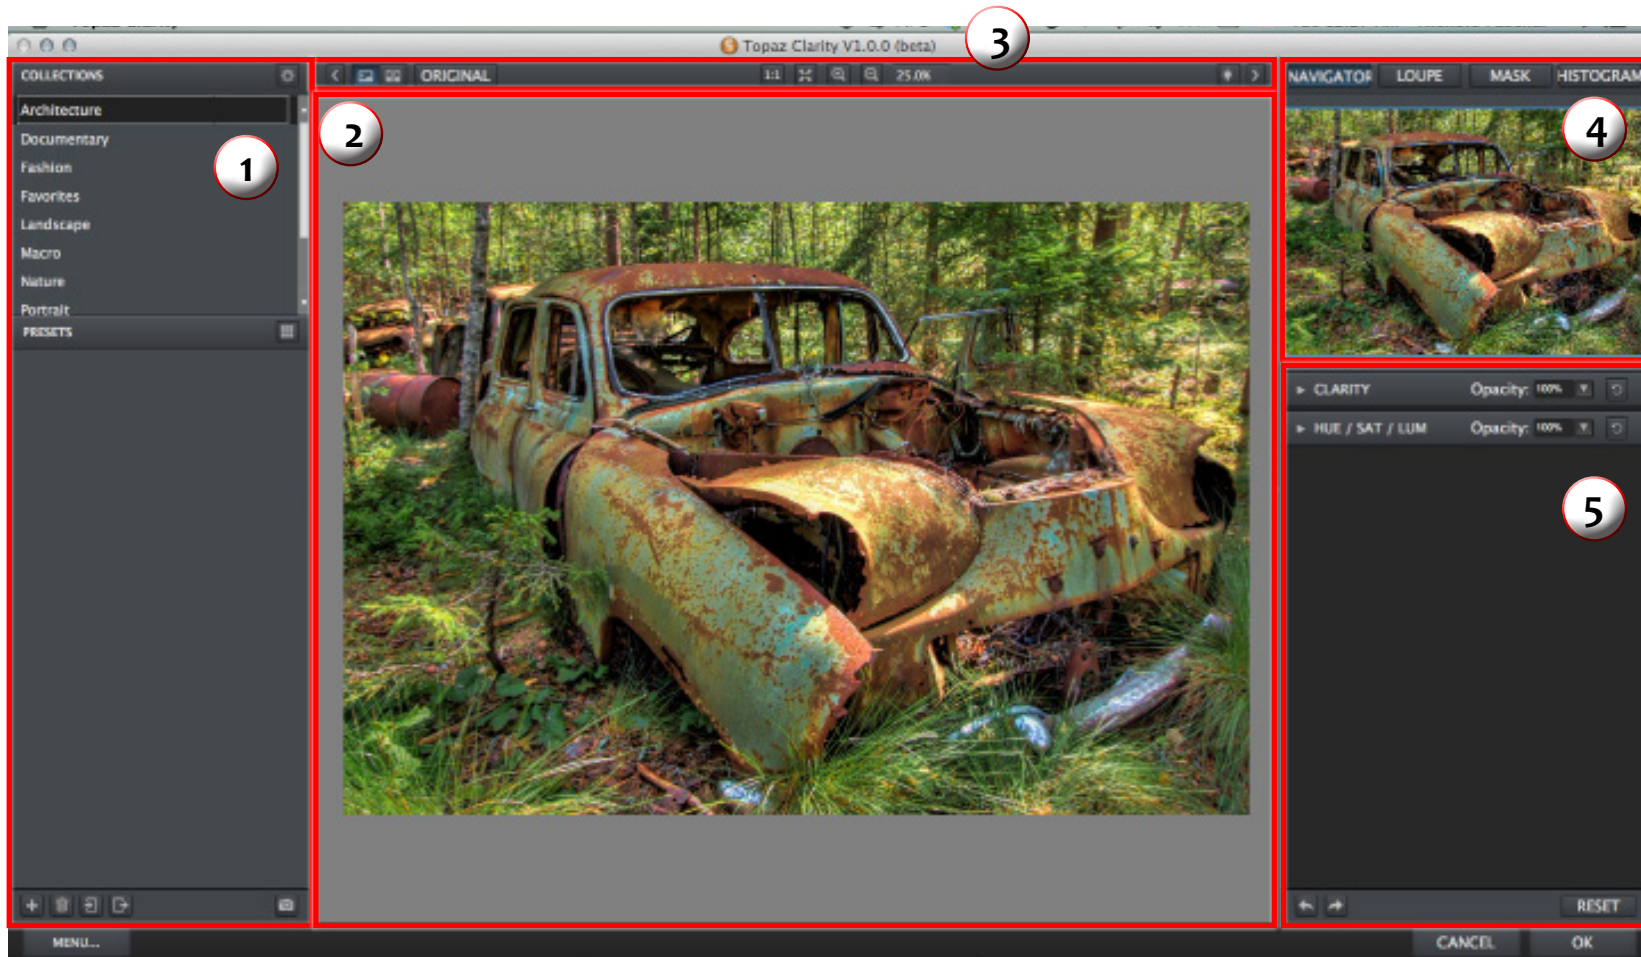 Topaz Clarity V1.0.0 (beta)
3
COLLECTIONS
ORIGINAL
1:1
25.0%
NAVIGATOR
LOUPE
MASK
HISTOGRAM
Architecture
Documentary
Fashion
Favorites
Landscape
Macro
Nature
Portrait
1
2
4
PRESETS
CLARITY
Opacity: 100%
HUE / SAT / LUM
Opacity: 100%
5
RESET
MENU...
CANCEL
OK